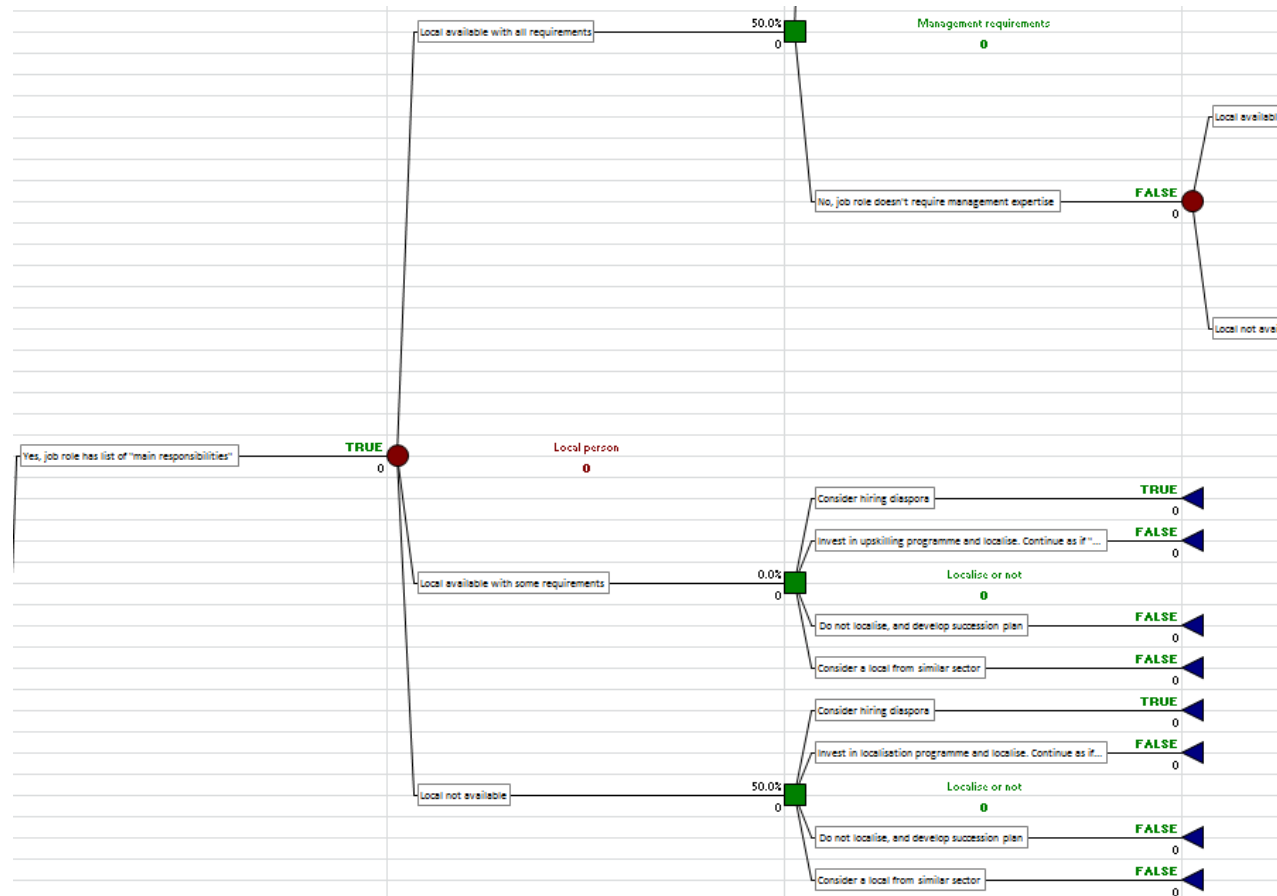 Local available with all requirements
50.0%
0
Management requirements
0
Local availab
No, job role doesn't require management expertise
FALSE
0
Local not avai
Yes, job role has list of "main responsibilities"
TRUE
0
Local person
0
Consider hiring diaspora
TRUE
0
Invest in upskilling programme and localise. Continue as if "...
FALSE
0
Local available with some requirements
0.0%
0
Localise or not
0
Do not localise, and develop succession plan
FALSE
0
Consider a local from similar sector
FALSE
0
Consider hiring diaspora
TRUE
0
Invest in localisation programme and localise. Continue as if...
FALSE
0
Local not available
50.0%
0
Localise or not
0
Do not localise, and develop succession plan
FALSE
0
Consider a local from similar sector
FALSE
0